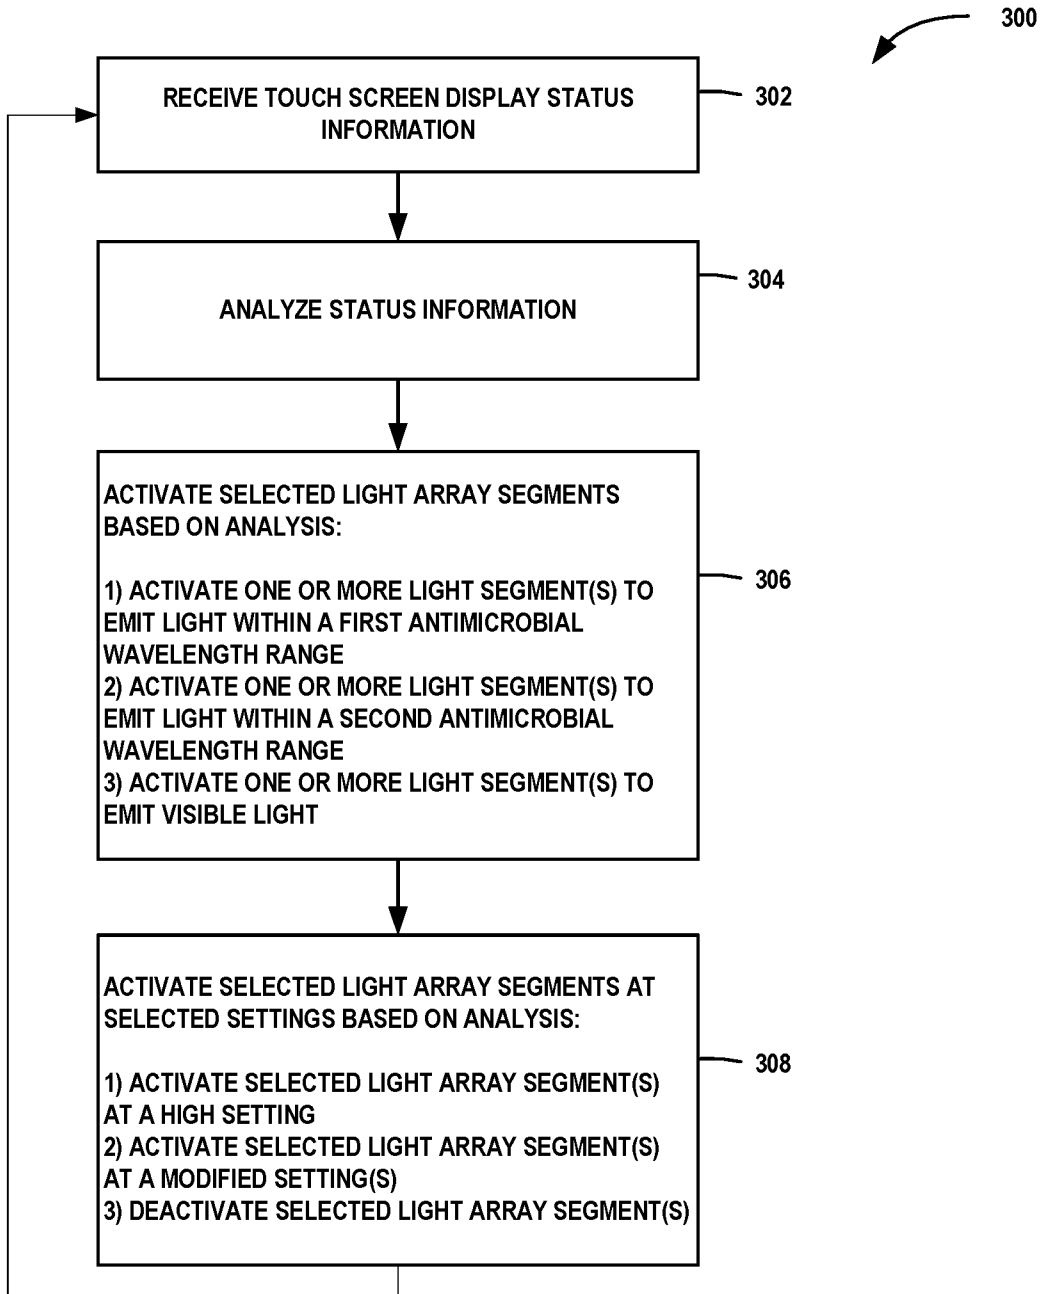 300
RECEIVE TOUCH SCREEN DISPLAY STATUS
INFORMATION
302
ANALYZE STATUS INFORMATION
304
ACTIVATE SELECTED LIGHT ARRAY SEGMENTS
BASED ON ANALYSIS:
1) ACTIVATE ONE OR MORE LIGHT SEGMENT(S) TO
EMIT LIGHT WITHIN A FIRST ANTIMICROBIAL
WAVELENGTH RANGE
2) ACTIVATE ONE OR MORE LIGHT SEGMENT(S) TO
EMIT LIGHT WITHIN A SECOND ANTIMICROBIAL
WAVELENGTH RANGE
3) ACTIVATE ONE OR MORE LIGHT SEGMENT(S) TO
EMIT VISIBLE LIGHT
306
ACTIVATE SELECTED LIGHT ARRAY SEGMENTS AT
SELECTED SETTINGS BASED ON ANALYSIS:
1) ACTIVATE SELECTED LIGHT ARRAY SEGMENT(S)
AT A HIGH SETTING
2) ACTIVATE SELECTED LIGHT ARRAY SEGMENT(S)
AT A MODIFIED SETTING(S)
3) DEACTIVATE SELECTED LIGHT ARRAY SEGMENT(S)
308